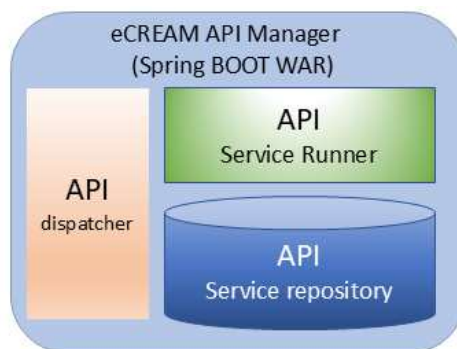 eCREAM API Manager
(Spring BOOT WAR)
API
dispatcher
API
Service Runner
API
Service repository